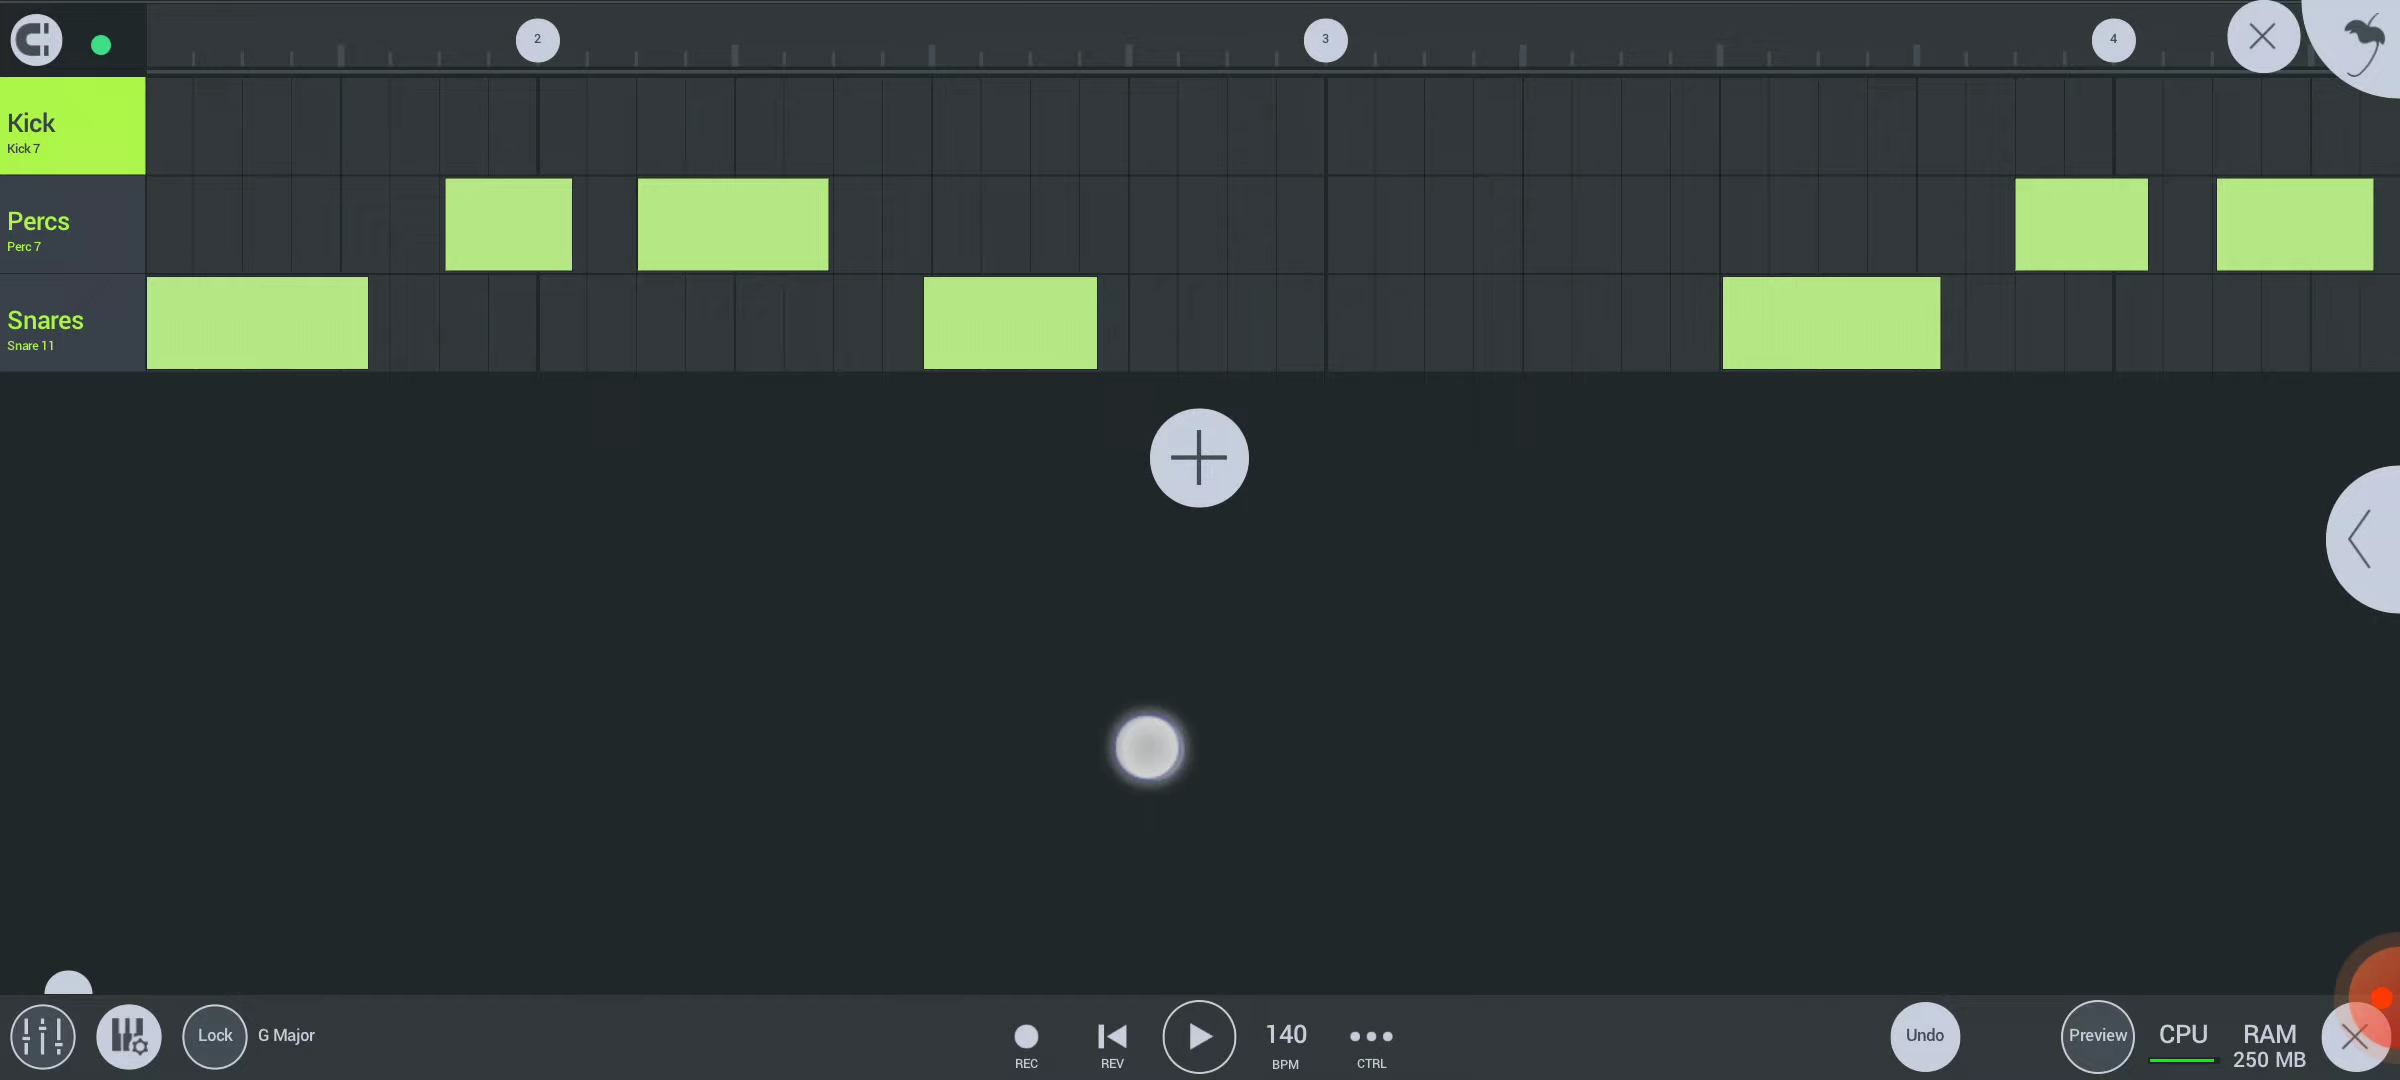 2
3
4
Kick
Kick 7
Percs
Perc 7
Snares
Snare 11
Lock
G Major
REC
REV
140
BPM
CTRL
Undo
Preview
CPU
RAM
250 MB